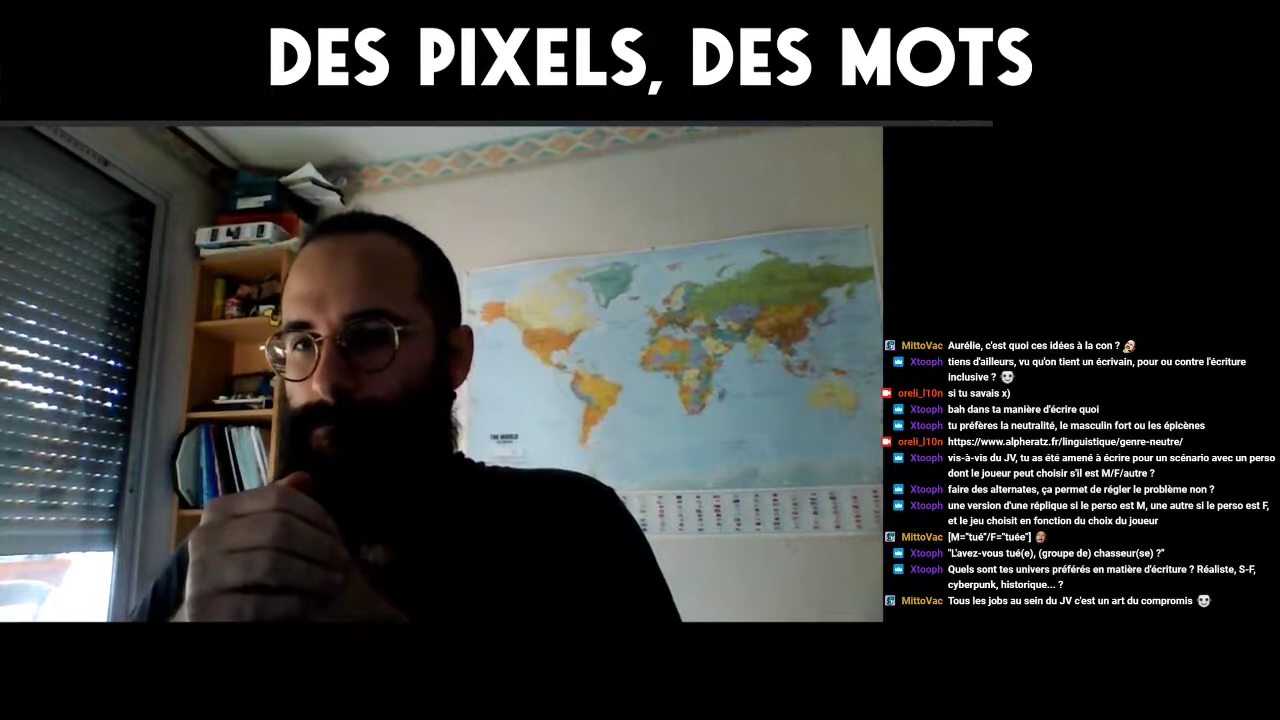 DES PIXELS, DES MOTS
MittoVac Aurélie, c'est quoi ces idées à la con ?
Xtooph tiens d'ailleurs, vu qu'on tient un écrivain, pour ou contre l'écriture
inclusive ?
oreli_l10n si tu savais x)
Xtooph bah dans ta manière d'écrire quoi
Xtooph tu préfères la neutralité, le masculin fort ou les épicènes
oreli_l10n https://www.alpheratz.fr/linguistique/genre-neutre/
Xtooph vis-à-vis du JV, tu as été amené à écrire pour un scénario avec un perso
dont le joueur peut choisir s'il est M/F/autre ?
Xtooph faire des alternates, ça permet de régler le problème non ?
Xtooph une version d'une réplique si le perso est M, une autre si le perso est F,
et le jeu choisit en fonction du choix du joueur
MittoVac [M="tué"/F="tuée"]
Xtooph "L'avez-vous tué(e), (groupe de) chasseur(se) ?"
Xtooph Quels sont tes univers préférés en matière d'écriture ? Réaliste, S-F,
cyberpunk, historique... ?
MittoVac Tous les jobs au sein du JV c'est un art du compromis
THE WORLD